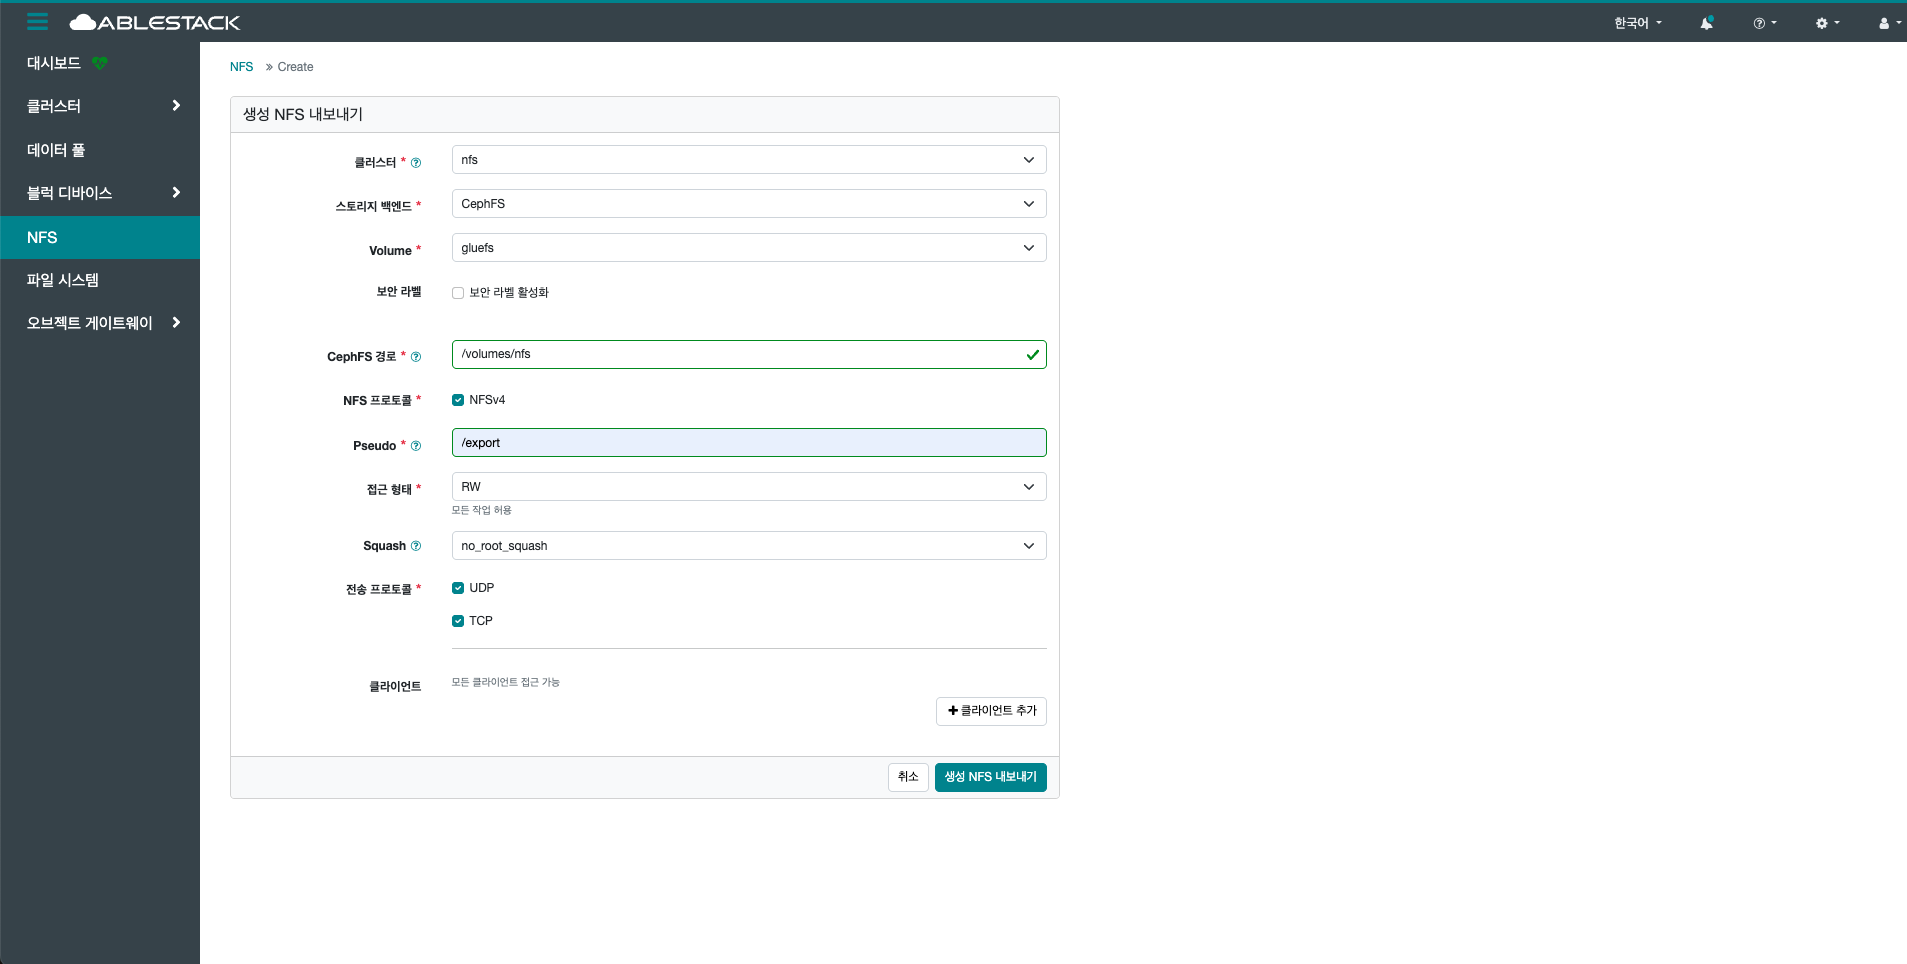 ABLESTACK
한국어
대시보드
클러스터
데이터 풀
블럭 디바이스
NFS
파일 시스템
오브젝트 게이트웨이
NFS » Create
생성 NFS 내보내기
클러스터 * nfs
스토리지 백엔드 * CephFS
Volume * gluefs
보안 라벨 보안 라벨 활성화
CephFS 경로 * /volumes/nfs
NFS 프로토콜 * NFSv4
Pseudo * /export
접근 형태 * RW
모든 작업 허용
Squash no_root_squash
전송 프로토콜 * UDP
TCP
클라이언트 모든 클라이언트 접근 가능
클라이언트 추가
취소 생성 NFS 내보내기